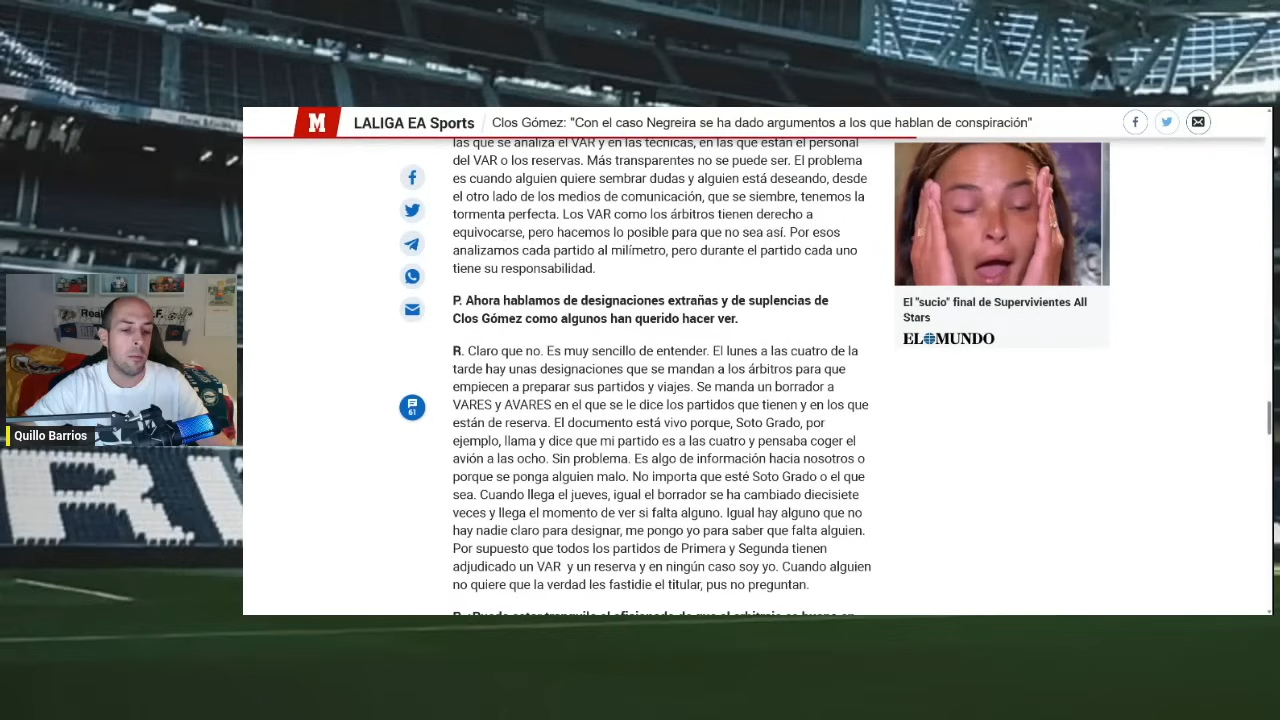 M
LALIGA EA Sports
Clos Gómez: "Con el caso Negreira se ha dado argumentos a los que hablan de conspiración"
las que se analiza el VAR y en las técnicas, en las que están el personal
del VAR o los reservas. Más transparentes no se puede ser. El problema
es cuando alguien quiere sembrar dudas y alguien está deseando, desde
el otro lado de los medios de comunicación, que se siembre, tenemos la
tormenta perfecta. Los VAR como los árbitros tienen derecho a
equivocarse, pero hacemos lo posible para que no sea así. Por esos
analizamos cada partido al milímetro, pero durante el partido cada uno
tiene su responsabilidad.
P. Ahora hablamos de designaciones extrañas y de suplencias de
Clos Gómez como algunos han querido hacer ver.
R. Claro que no. Es muy sencillo de entender. El lunes a las cuatro de la
tarde hay unas designaciones que se mandan a los árbitros para que
empiecen a preparar sus partidos y viajes. Se manda un borrador a
VARES y AVARES en el que se le dice los partidos que tienen y en los que
están de reserva. El documento está vivo porque, Soto Grado, por
ejemplo, llama y dice que mi partido es a las cuatro y pensaba coger el
avión a las ocho. Sin problema. Es algo de información hacia nosotros o
porque se ponga alguien malo. No importa que esté Soto Grado o el que
sea. Cuando llega el jueves, igual el borrador se ha cambiado diecisiete
veces y llega el momento de ver si falta alguno. Igual hay alguno que no
hay nadie claro para designar, me pongo yo para saber que falta alguien.
Por supuesto que todos los partidos de Primera y Segunda tienen
adjudicado un VAR y un reserva y en ningún caso soy yo. Cuando alguien
no quiere que la verdad les fastidie el titular, pus no preguntan.
61
El "sucio" final de Supervivientes All
Stars
EL MUNDO
Quillo Barrios